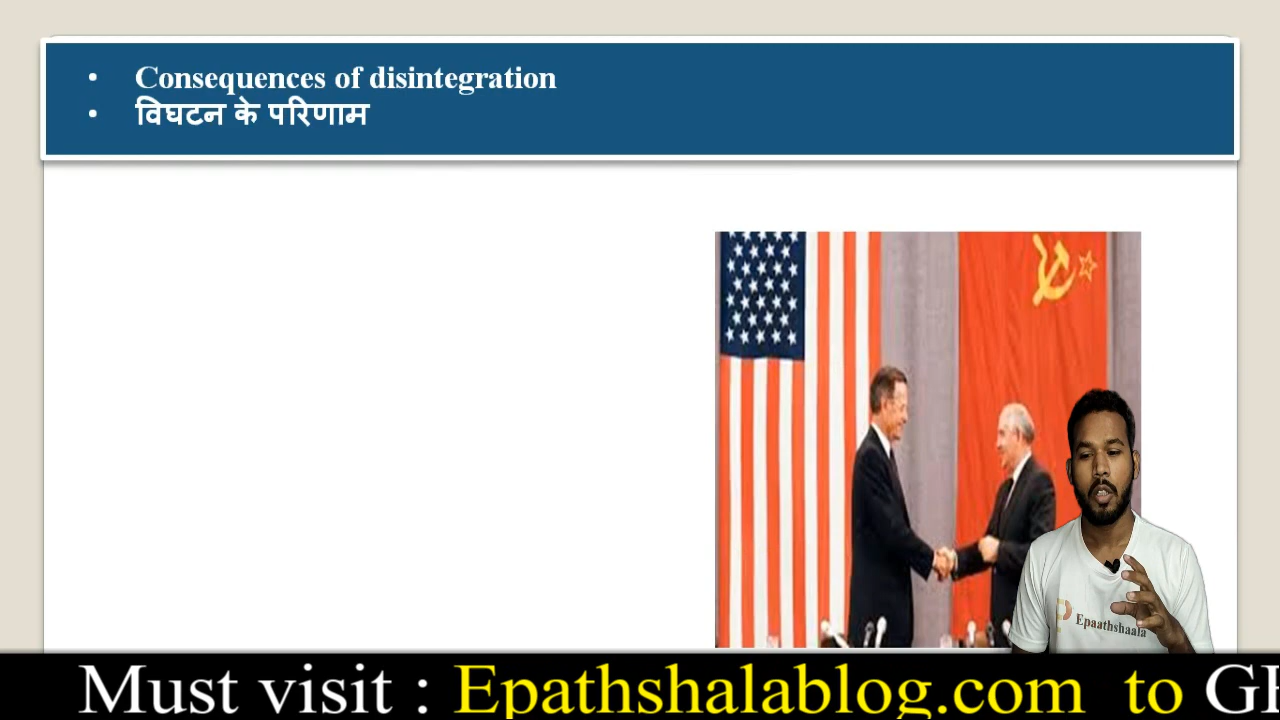 • Consequences of disintegration
• विघटन के परिणाम
Epaathshaala
Must visit : Epathshalablog.com to